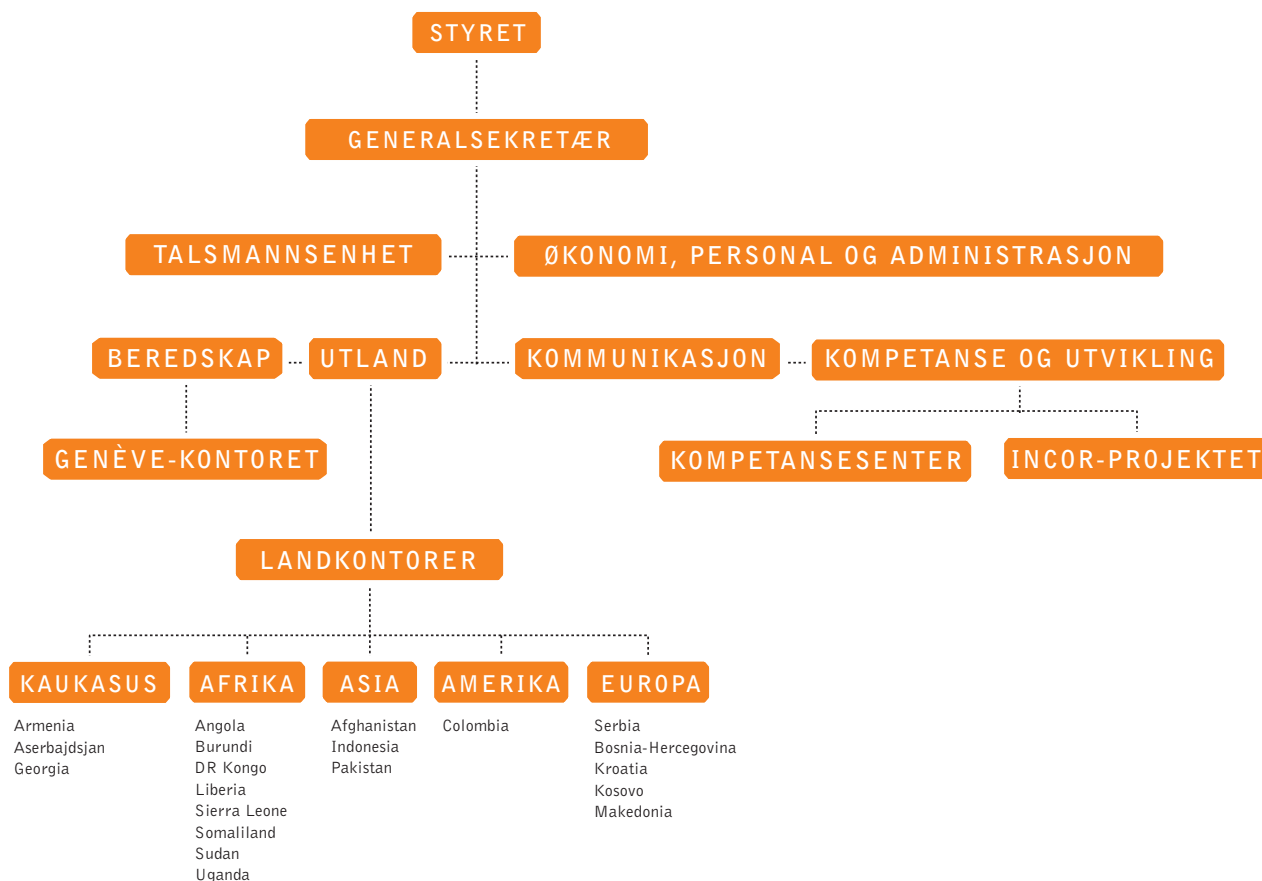 STYRET
GENERALSEKRETÆR
TALSMANNSENHET
ØKONOMI, PERSONAL OG ADMINISTRASJON
BEREDSKAP
UTLAND
KOMMUNIKASJON
KOMPETANSE OG UTVIKLING
GENÈVE-KONTORET
KOMPETANSESENTER
INCOR-PROJEKTET
LANDKONTORER
KAUKASUS
Armenia
Aserbajdsjan
Georgia
AFRIKA
Angola
Burundi
DR Kongo
Liberia
Sierra Leone
Somaliland
Sudan
Uganda
ASIA
Afghanistan
Indonesia
Pakistan
AMERIKA
Colombia
EUROPA
Serbia
Bosnia-Hercegovina
Kroatia
Kosovo
Makedonia